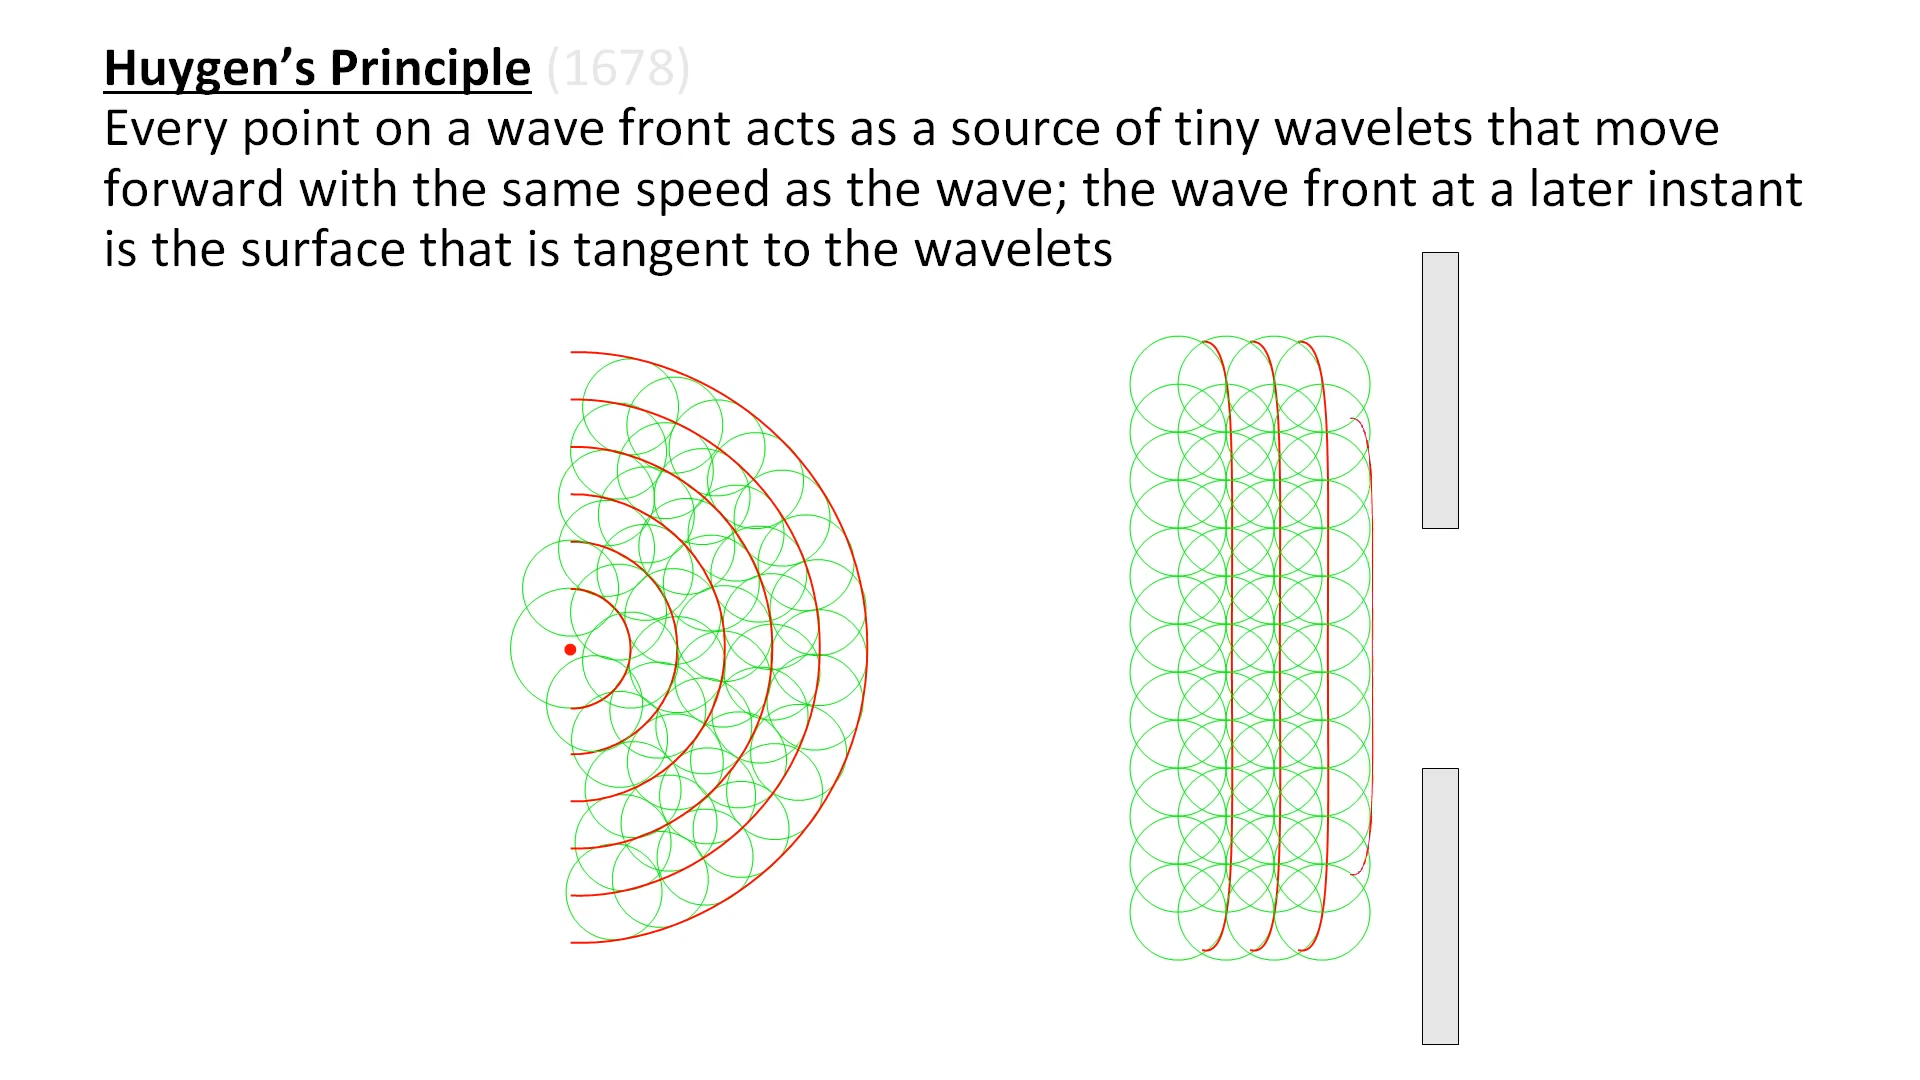 Huygen’s Principle (1678)
Every point on a wave front acts as a source of tiny wavelets that move
forward with the same speed as the wave; the wave front at a later instant
is the surface that is tangent to the wavelets